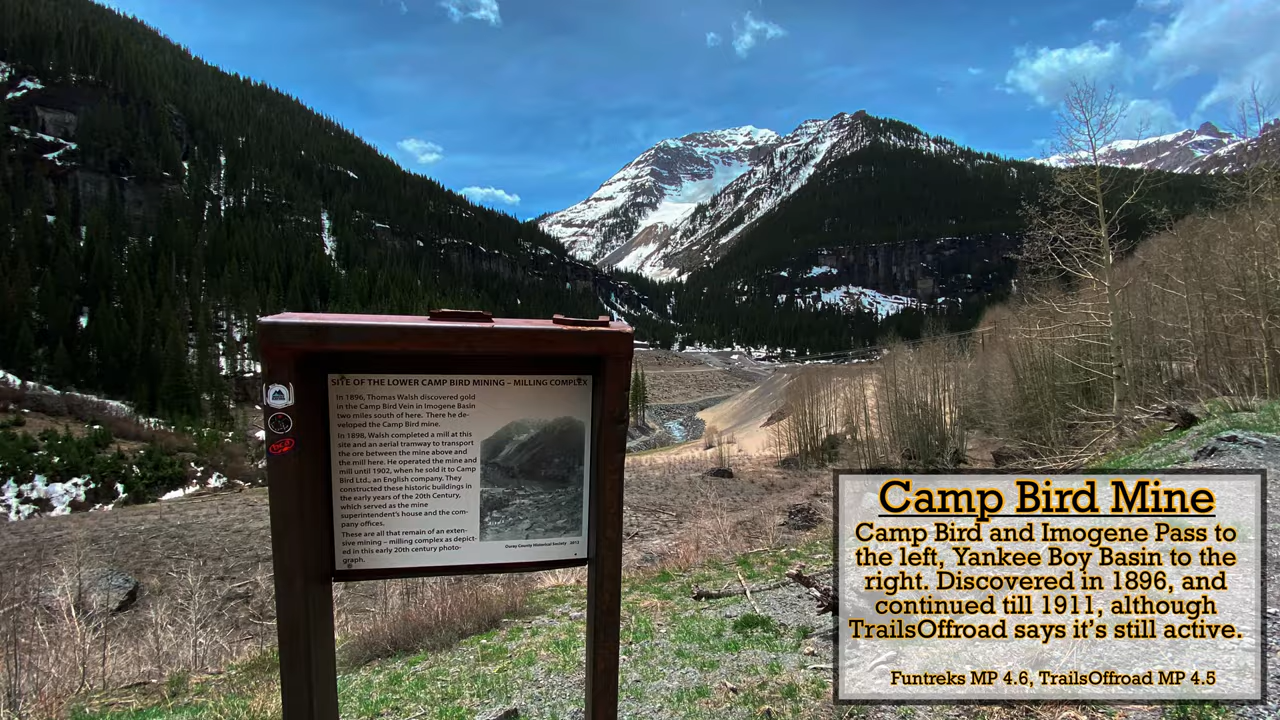 SITE OF THE LOWER CAMP BIRD MINING – MILLING COMPLEX
In 1896, Thomas Walsh discovered gold
in the Camp Bird Vein in Imogene Basin
two miles south of here. There he de-
veloped the Camp Bird mine.
In 1898, Walsh completed a mill at this
site and an aerial tramway to transport
the ore between the mine above and
the mill here. He operated the mine and
mill until 1902, when he sold it to Camp
Bird Ltd., an English company. They
constructed these historic buildings in
the early years of the 20th Century,
which served as the mine
superintendent's house and the com-
pany offices.
These are all that remain of an exten-
sive mining – milling complex as depict-
ed in this early 20th century photo-
graph.
Ouray County Historical Society - 2013
Camp Bird Mine
Camp Bird and Imogene Pass to
the left, Yankee Boy Basin to the
right. Discovered in 1896, and
continued till 1911, although
TrailsOffroad says it's still active.
Funtreks MP 4.6, TrailsOffroad MP 4.5